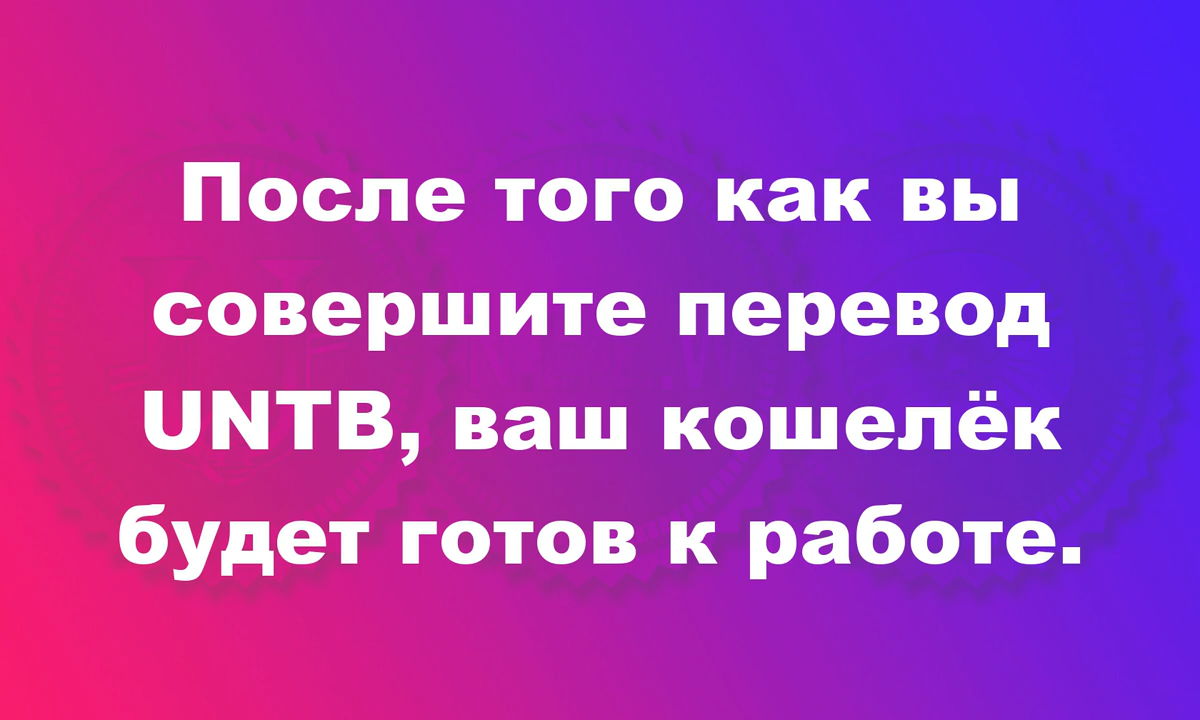 После того как вы
совершите перевод
UNTB, ваш кошелёк
будет готов к работе.